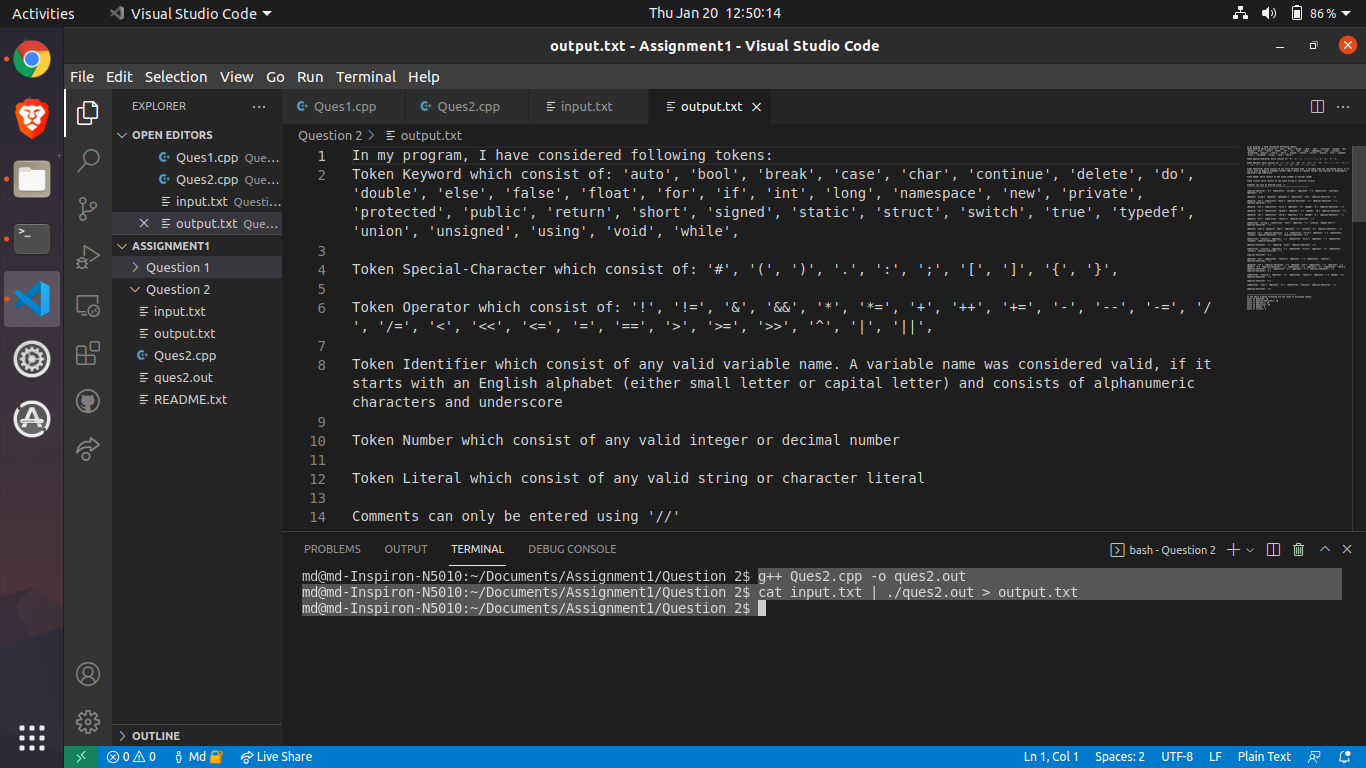 Activities Visual Studio Code Thu Jan 20 12:50:14 86 %
output.txt - Assignment1 - Visual Studio Code
File Edit Selection View Go Run Terminal Help
EXPLORER
Ques1.cpp Ques2.cpp input.txt output.txt
OPEN EDITORS
Ques1.cpp Que...
Ques2.cpp Que...
input.txt Questi...
output.txt Que...
ASSIGNMENT1
Question 1
Question 2
input.txt
output.txt
Ques2.cpp
ques2.out
README.txt
OUTLINE
Question 2 > output.txt
1 In my program, I have considered following tokens:
2 Token Keyword which consist of: 'auto', 'bool', 'break', 'case', 'char', 'continue', 'delete', 'do',
'double', 'else', 'false', 'float', 'for', 'if', 'int', 'long', 'namespace', 'new', 'private',
'protected', 'public', 'return', 'short', 'signed', 'static', 'struct', 'switch', 'true', 'typedef',
'union', 'unsigned', 'using', 'void', 'while',
3
4 Token Special-Character which consist of: '#', '(', ')', '.', ':', ';', '[', ']', '{', '}',
5
6 Token Operator which consist of: '!', '!=', '&', '&&', '*', '*=', '+', '++', '+=', '-', '--', '-=', '/
', '/=', '<', '<<', '<=', '=', '==', '>', '>=', '>>', '^', '|', '||',
7
8 Token Identifier which consist of any valid variable name. A variable name was considered valid, if it
starts with an English alphabet (either small letter or capital letter) and consists of alphanumeric
characters and underscore
9
10 Token Number which consist of any valid integer or decimal number
11
12 Token Literal which consist of any valid string or character literal
13
14 Comments can only be entered using '//'
PROBLEMS OUTPUT TERMINAL DEBUG CONSOLE
bash - Question 2
md@md-Inspiron-N5010:~/Documents/Assignment1/Question 2$ g++ Ques2.cpp -o ques2.out
md@md-Inspiron-N5010:~/Documents/Assignment1/Question 2$ cat input.txt | ./ques2.out > output.txt
md@md-Inspiron-N5010:~/Documents/Assignment1/Question 2$
0 0 Md Live Share
Ln 1, Col 1 Spaces: 2 UTF-8 LF Plain Text